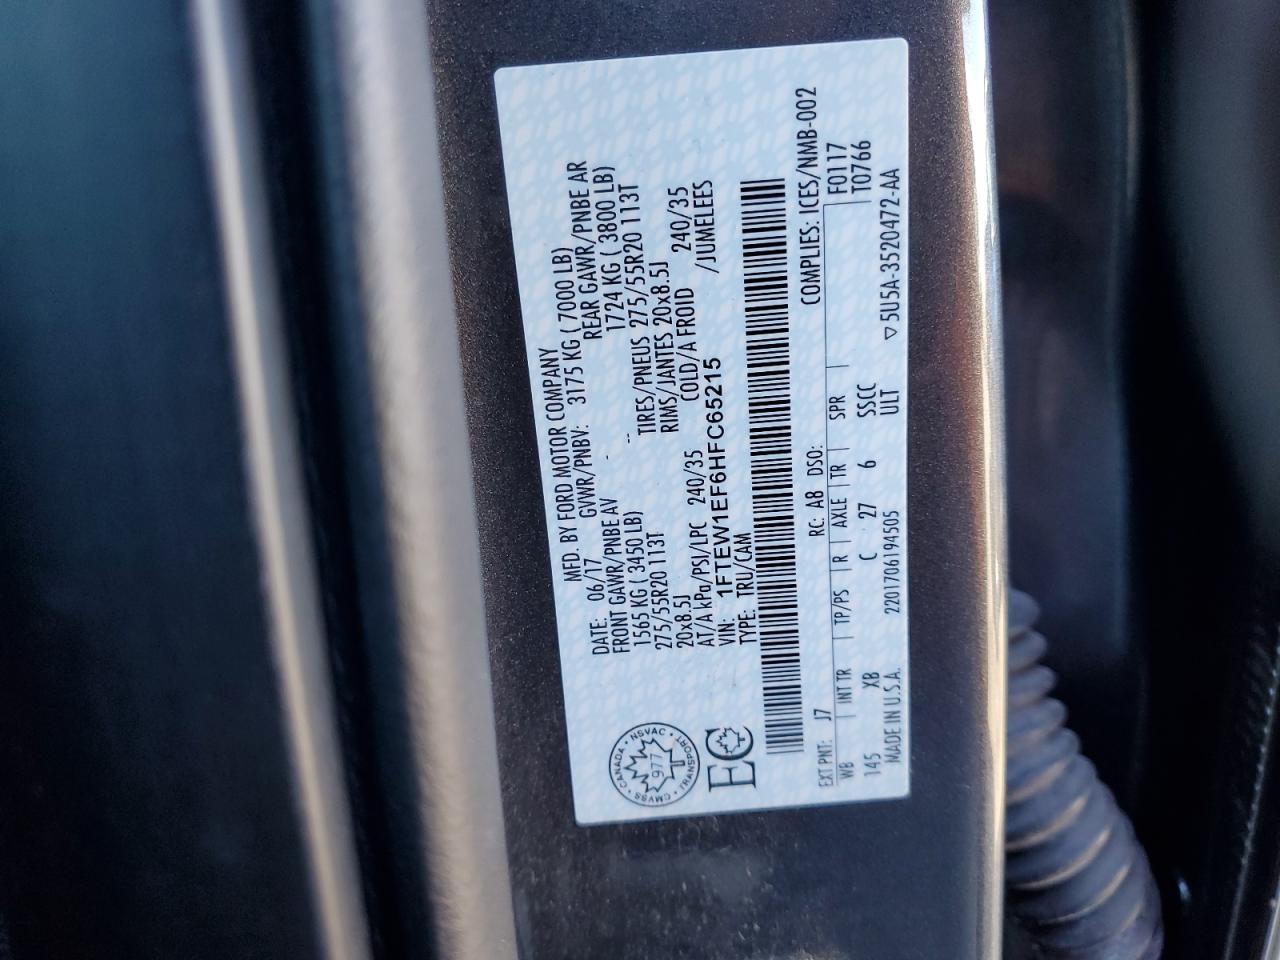 MFD. BY FORD MOTOR COMPANY
DATE: 06/17 GVWR/PNBV: 3175 KG ( 7000 LB)
FRONT GAWR/PNBE AV REAR GAWR/PNBE AR
1565 KG ( 3450 LB) 1724 KG ( 3800 LB)
275/55R20 113T TIRES/PNEUS 275/55R20 113T
20x8.5J RIMS/JANTES 20x8.5J
AT/A kPa/PSI/LPC 240/35 COLD/A FROID 240/35
VIN: 1FTEW1EF6HFC65215 /JUMELEES
TYPE: TRU/CAM
CANADA • NSVAC • TRANSPORT • CMVSS •
977
EC
COMPLIES: ICES/NMB-002
EXT PNT: J7 RC: A8 DSO: F0117
WB INT TR TP/PS R AXLE TR SPR T0766
145 XB C 27 6 SSCC
ULT
MADE IN U.S.A. 2201706194505 ▽ 5U5A-3520472-AA